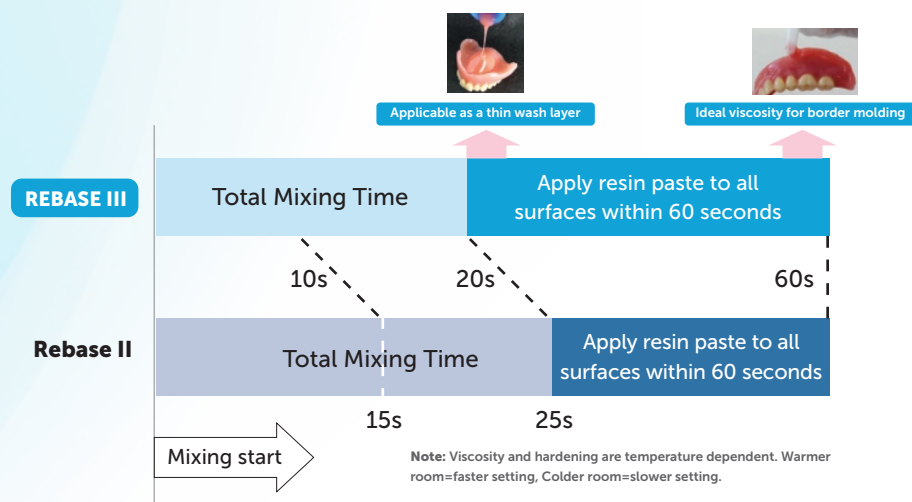 Applicable as a thin wash layer
Ideal viscosity for border molding
REBASE III
Total Mixing Time
Apply resin paste to all
surfaces within 60 seconds
10s
20s
60s
Rebase II
Total Mixing Time
Apply resin paste to all
surfaces within 60 seconds
15s
25s
Mixing start
Note: Viscosity and hardening are temperature dependent. Warmer
room=faster setting, Colder room=slower setting.